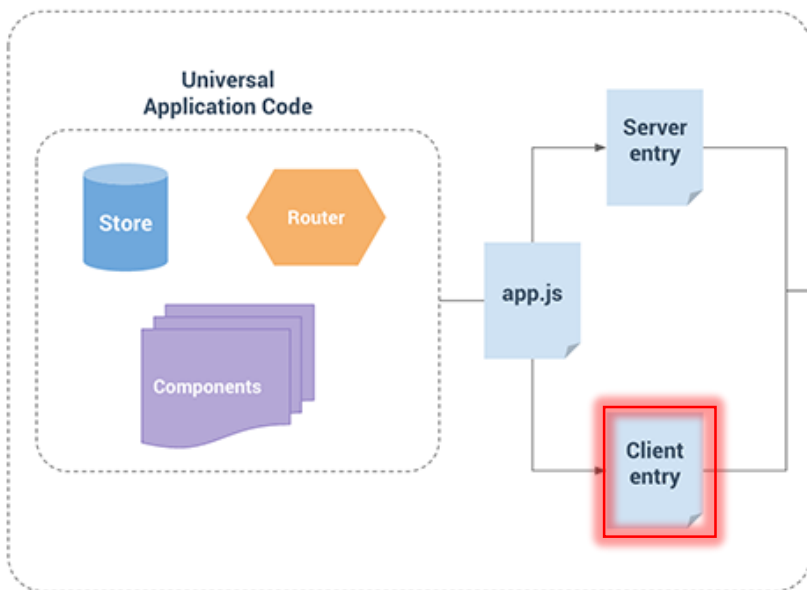 Universal
Application Code
Store
Router
Components
app.js
Server
entry
Client
entry